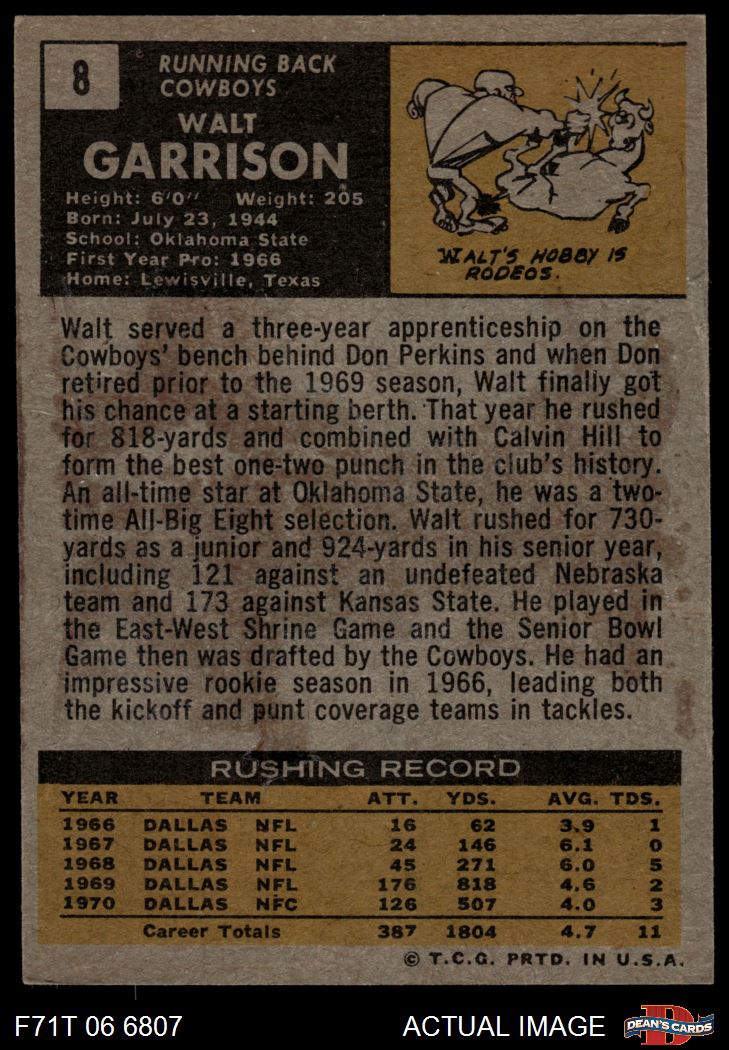 8
RUNNING BACK
COWBOYS
WALT
GARRISON
Height: 6'0" Weight: 205
Born: July 23, 1944
School: Oklahoma State
First Year Pro: 1966
Home: Lewisville, Texas
WALT'S HOBBY IS
RODEOS.
Walt served a three-year apprenticeship on the
Cowboys' bench behind Don Perkins and when Don
retired prior to the 1969 season, Walt finally got
his chance at a starting berth. That year he rushed
for 818-yards and combined with Calvin Hill to
form the best one-two punch in the club's history.
An all-time star at Oklahoma State, he was a two-
time All-Big Eight selection. Walt rushed for 730-
yards as a junior and 924-yards in his senior year,
including 121 against an undefeated Nebraska
team and 173 against Kansas State. He played in
the East-West Shrine Game and the Senior Bowl
Game then was drafted by the Cowboys. He had an
impressive rookie season in 1966, leading both
the kickoff and punt coverage teams in tackles.
RUSHING RECORD
YEAR TEAM ATT. YDS. AVG. TDS.
1966 DALLAS NFL 16 62 3.9 1
1967 DALLAS NFL 24 146 6.1 0
1968 DALLAS NFL 45 271 6.0 5
1969 DALLAS NFL 176 818 4.6 2
1970 DALLAS NFC 126 507 4.0 3
Career Totals 387 1804 4.7 11
© T.C.G. PRTD. IN U.S.A.
F71T 06 6807 ACTUAL IMAGE D DEAN'S CARDS